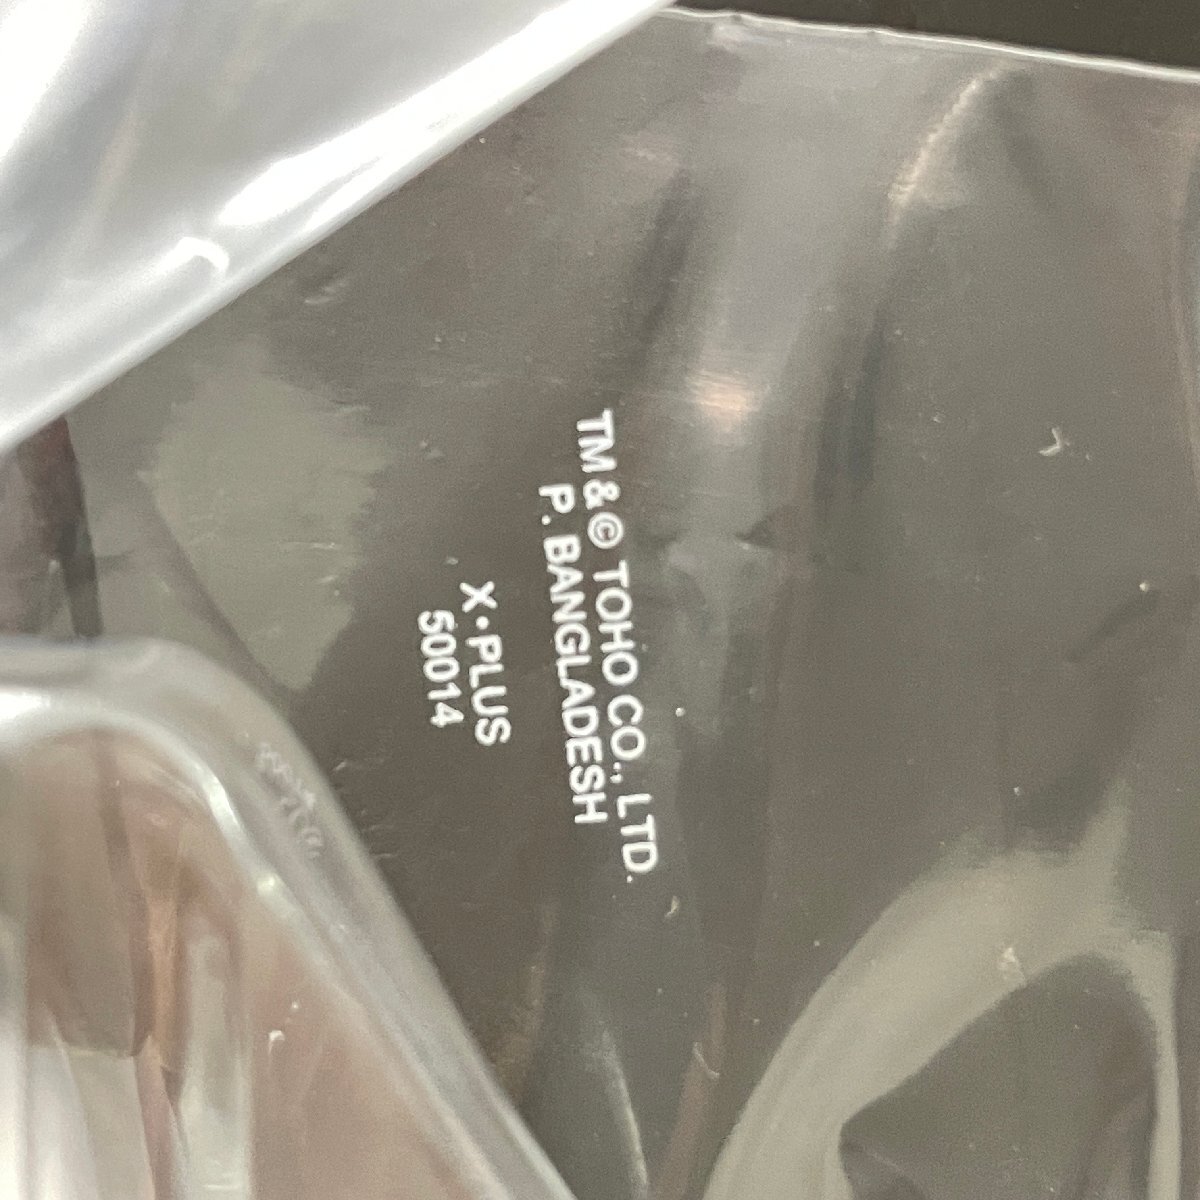 TM & © TOHO CO., LTD.
P. BANGLADESH
X·PLUS
50014